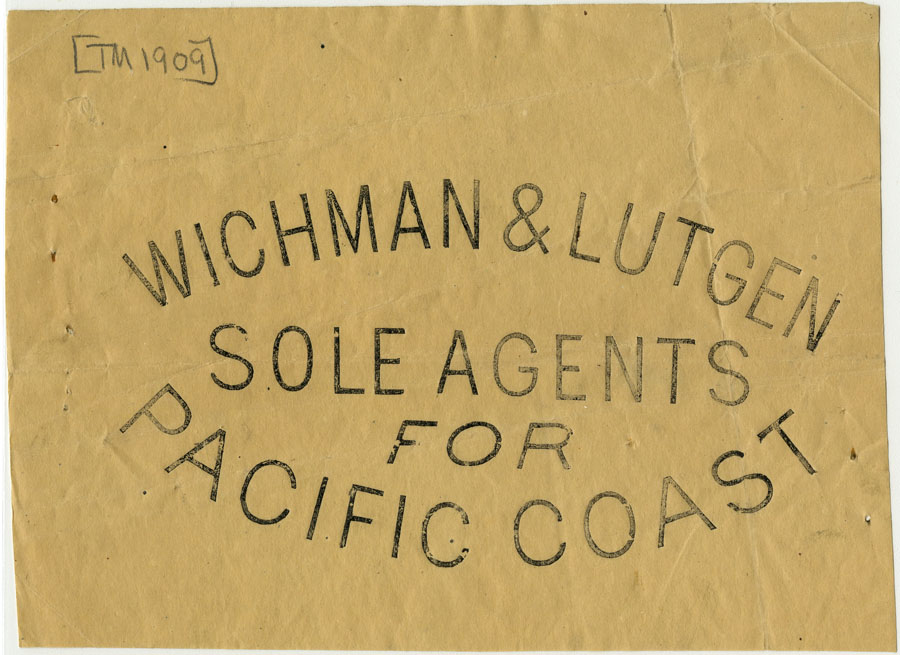 [TM 1909]
WICHMAN & LUTGEN
SOLE AGENTS
FOR
PACIFIC COAST